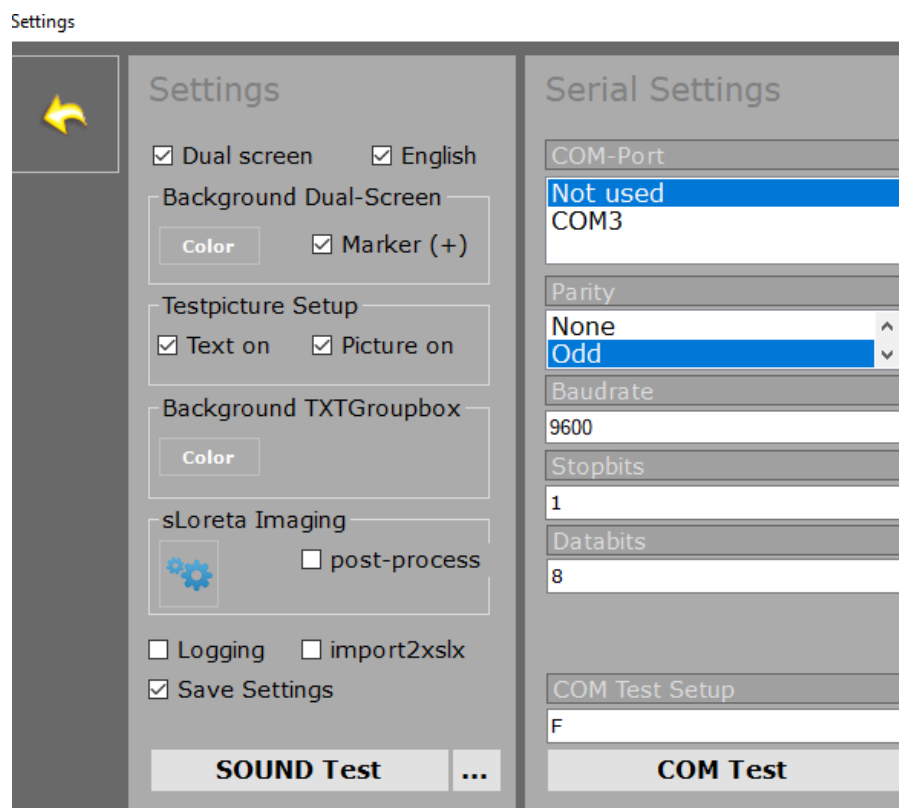 Settings
Settings
Dual screen English
Background Dual-Screen
Color Marker (+)
Testpicture Setup
Text on Picture on
Background TXTGroupbox
Color
sLoreta Imaging
post-process
Logging import2xslx
Save Settings
SOUND Test ...
Serial Settings
COM-Port
Not used
COM3
Parity
None
Odd
Baudrate
9600
Stopbits
1
Databits
8
COM Test Setup
F
COM Test